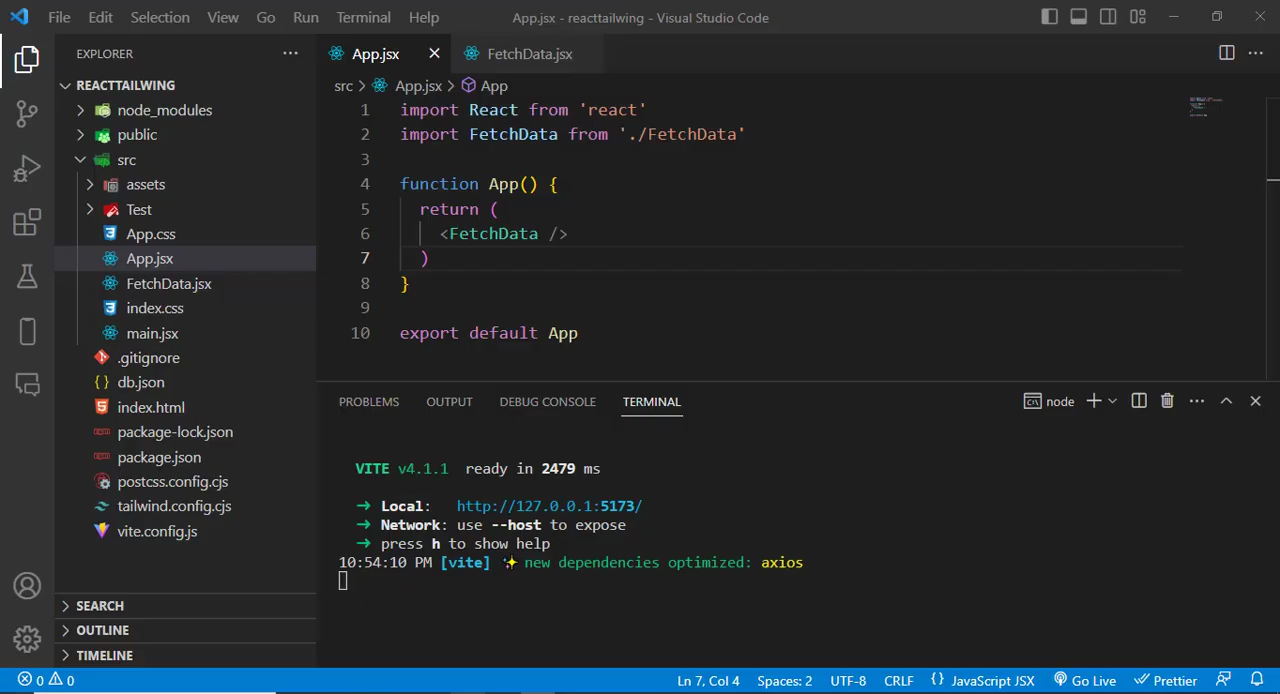 File Edit Selection View Go Run Terminal Help
App.jsx - reacttailwing - Visual Studio Code
EXPLORER
REACTTAILWING
node_modules
public
src
assets
Test
App.css
App.jsx
FetchData.jsx
index.css
main.jsx
.gitignore
db.json
index.html
package-lock.json
package.json
postcss.config.cjs
tailwind.config.cjs
vite.config.js
SEARCH
OUTLINE
TIMELINE
App.jsx FetchData.jsx
src > App.jsx > App
1 import React from 'react'
2 import FetchData from './FetchData'
3
4 function App() {
5 return (
6 <FetchData />
7 )
8 }
9
10 export default App
PROBLEMS OUTPUT DEBUG CONSOLE TERMINAL
node
VITE v4.1.1 ready in 2479 ms
➜ Local: http://127.0.0.1:5173/
➜ Network: use --host to expose
➜ press h to show help
10:54:10 PM [vite] ✨ new dependencies optimized: axios
0 0 Ln 7, Col 4 Spaces: 2 UTF-8 CRLF {} JavaScript JSX Go Live Prettier